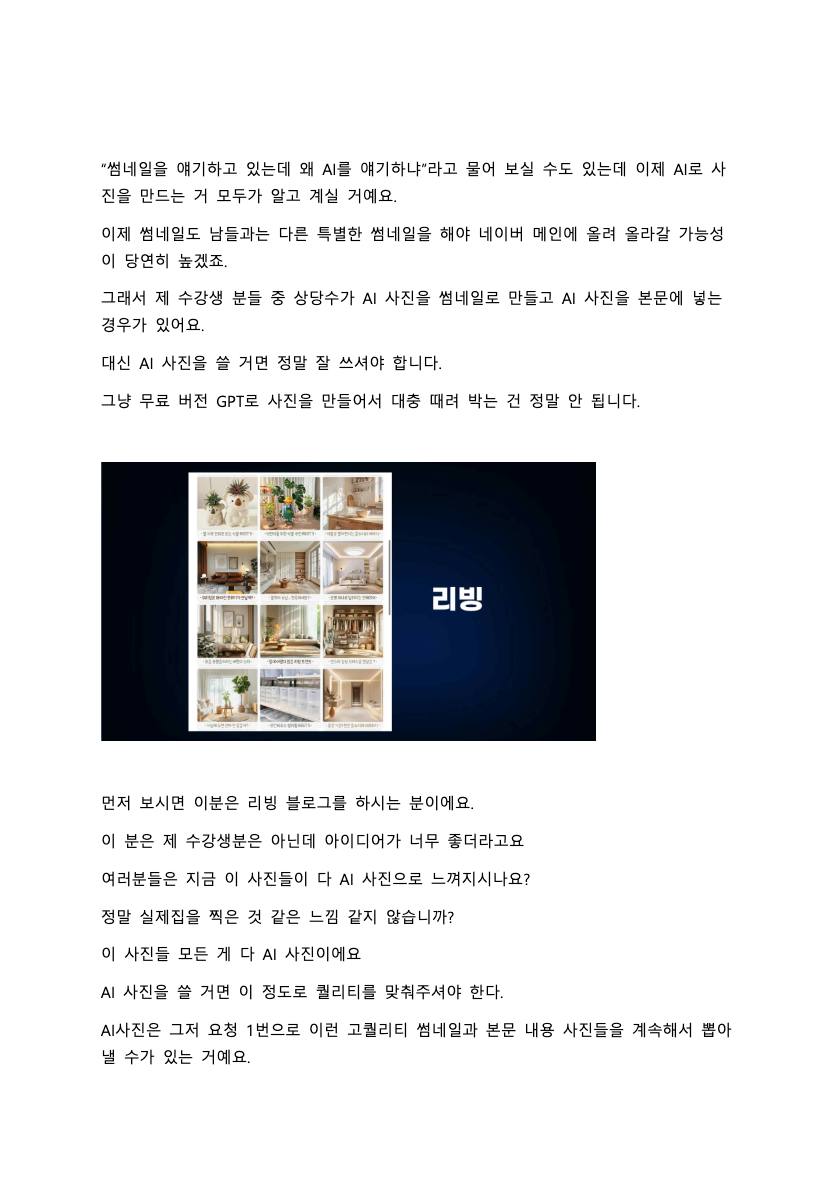 “썸네일을 얘기하고 있는데 왜 AI를 얘기하냐”라고 물어 보실 수도 있는데 이제 AI로 사
진을 만드는 거 모두가 알고 계실 거예요.
이제 썸네일도 남들과는 다른 특별한 썸네일을 해야 네이버 메인에 올려 올라갈 가능성
이 당연히 높겠죠.
그래서 제 수강생 분들 중 상당수가 AI 사진을 썸네일로 만들고 AI 사진을 본문에 넣는
경우가 있어요.
대신 AI 사진을 쓸 거면 정말 잘 쓰셔야 합니다.
그냥 무료 버전 GPT로 사진을 만들어서 대충 때려 박는 건 정말 안 됩니다.
리빙
먼저 보시면 이분은 리빙 블로그를 하시는 분이에요.
이 분은 제 수강생분은 아닌데 아이디어가 너무 좋더라고요
여러분들은 지금 이 사진들이 다 AI 사진으로 느껴지시나요?
정말 실제집을 찍은 것 같은 느낌 같지 않습니까?
이 사진들 모든 게 다 AI 사진이에요
AI 사진을 쓸 거면 이 정도로 퀄리티를 맞춰주셔야 한다.
AI사진은 그저 요청 1번으로 이런 고퀄리티 썸네일과 본문 내용 사진들을 계속해서 뽑아
낼 수가 있는 거예요.